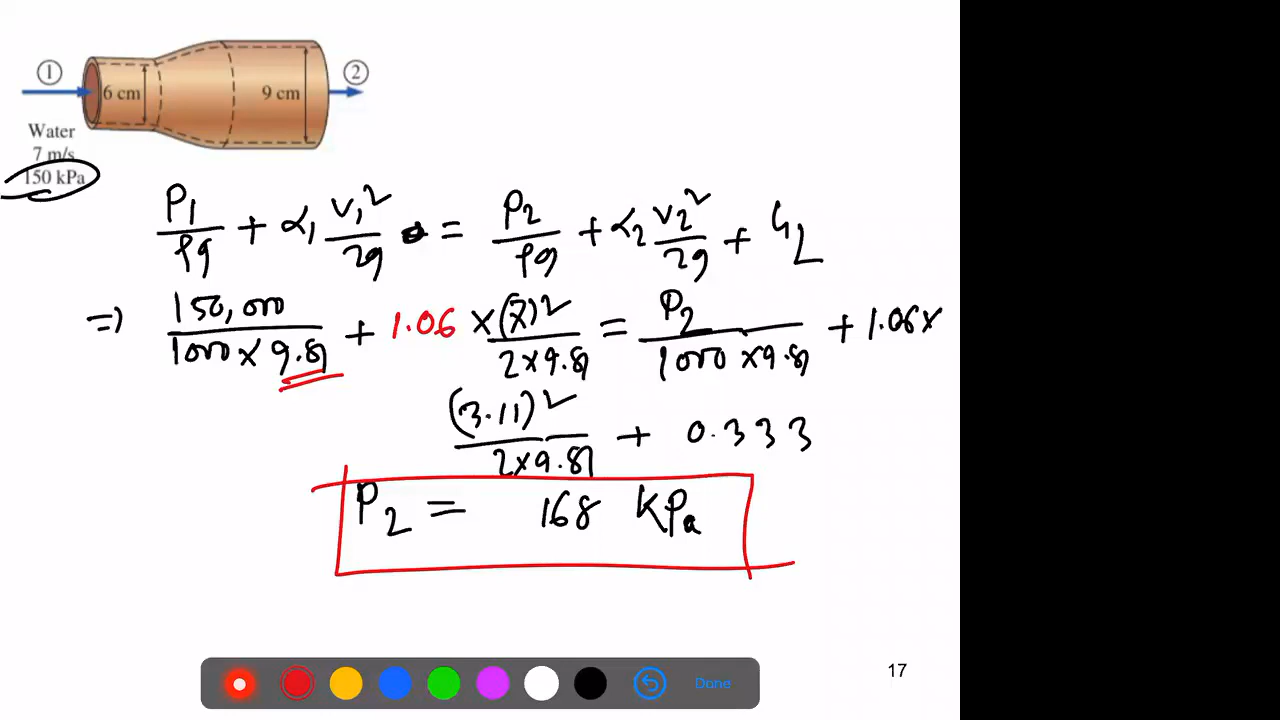 ① ②
6 cm 9 cm
Water
7 m/s
150 kPa
P₁/ρg + α₁ V₁²/2g = P₂/ρg + α₂ V₂²/2g + hL
=> 150,000/1000 × 9.81 + 1.06 × (7)²/2 × 9.81 = P₂/1000 × 9.81 + 1.06 ×
(3.11)²/2 × 9.81 + 0.333
P₂ = 168 kPa
17
Done